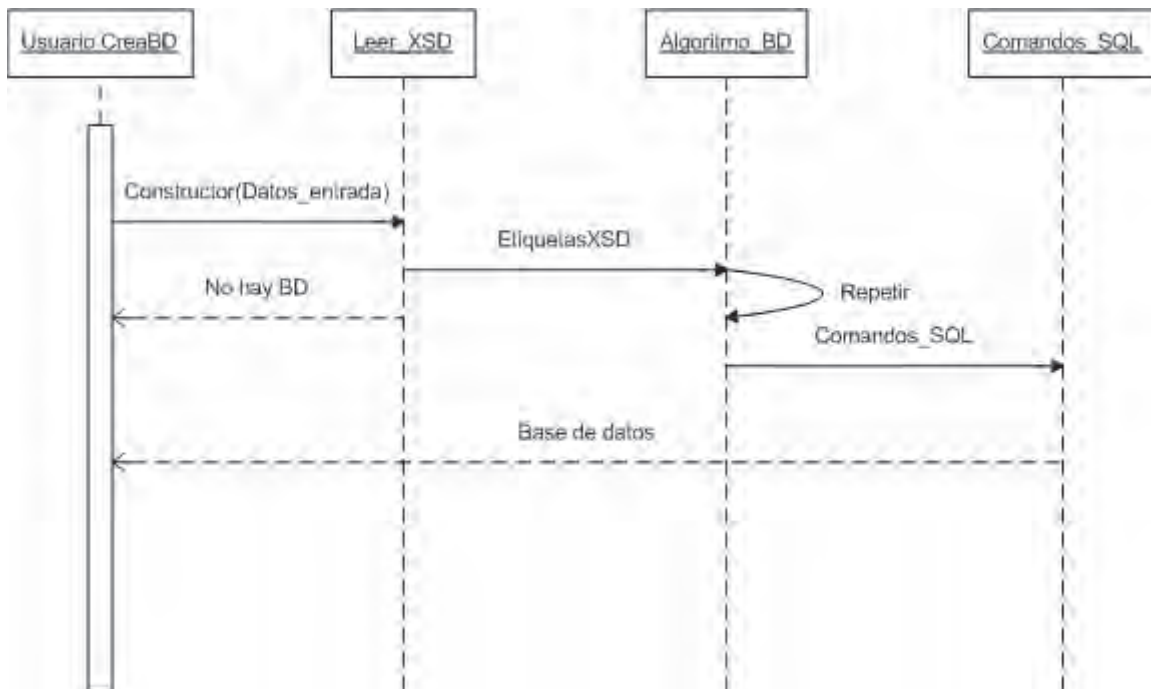 Usuario CreaBD
Leer_XSD
Algoritmo_BD
Comandos_SQL
Constructor(Datos_entrada)
EtiquetasXSD
No hay BD
Repetir
Comandos_SQL
Base de datos